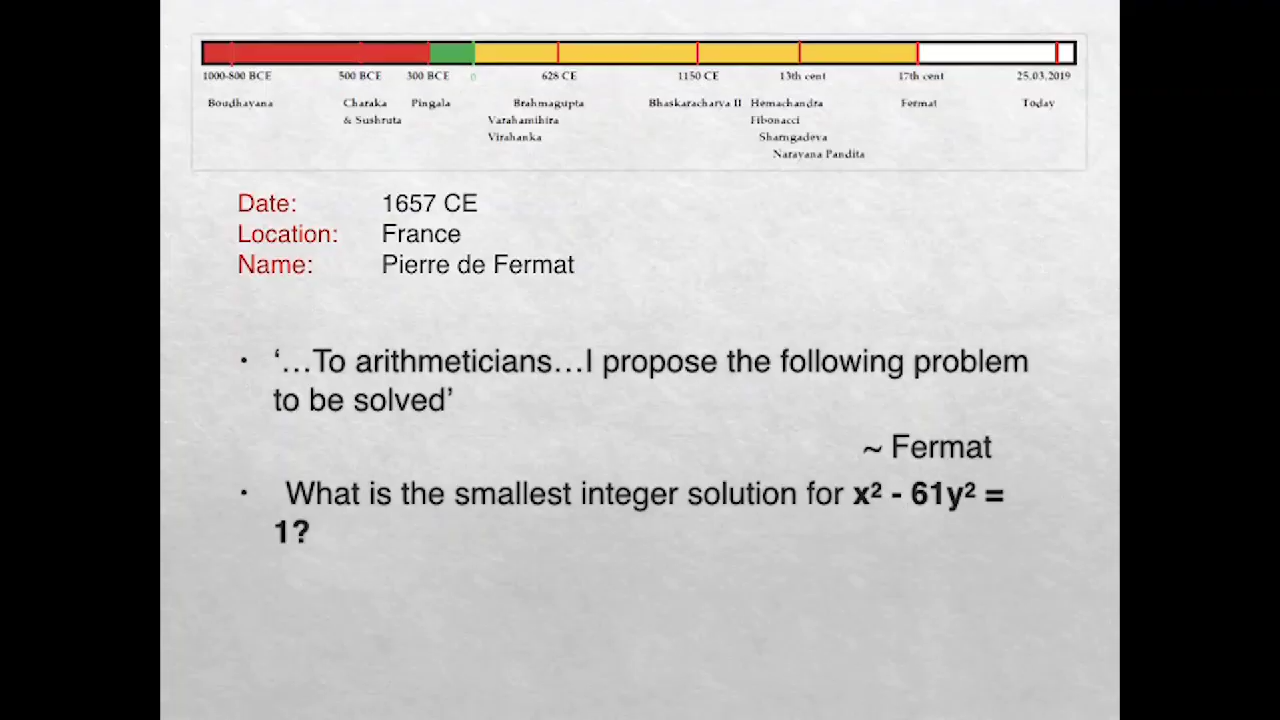 1000-800 BCE 500 BCE 300 BCE 0 628 CE 1150 CE 13th cent 17th cent 25.03.2019
Boudhayana Charaka Pingala Brahmagupta Bhaskaracharya II Hemachandra Fermat Today
& Sushruta Varahamihira Fibonacci
Virahanka Sharngadeva
Narayana Pandita
Date: 1657 CE
Location: France
Name: Pierre de Fermat
• ‘…To arithmeticians…I propose the following problem
to be solved’
~ Fermat
• What is the smallest integer solution for x² - 61y² =
1?